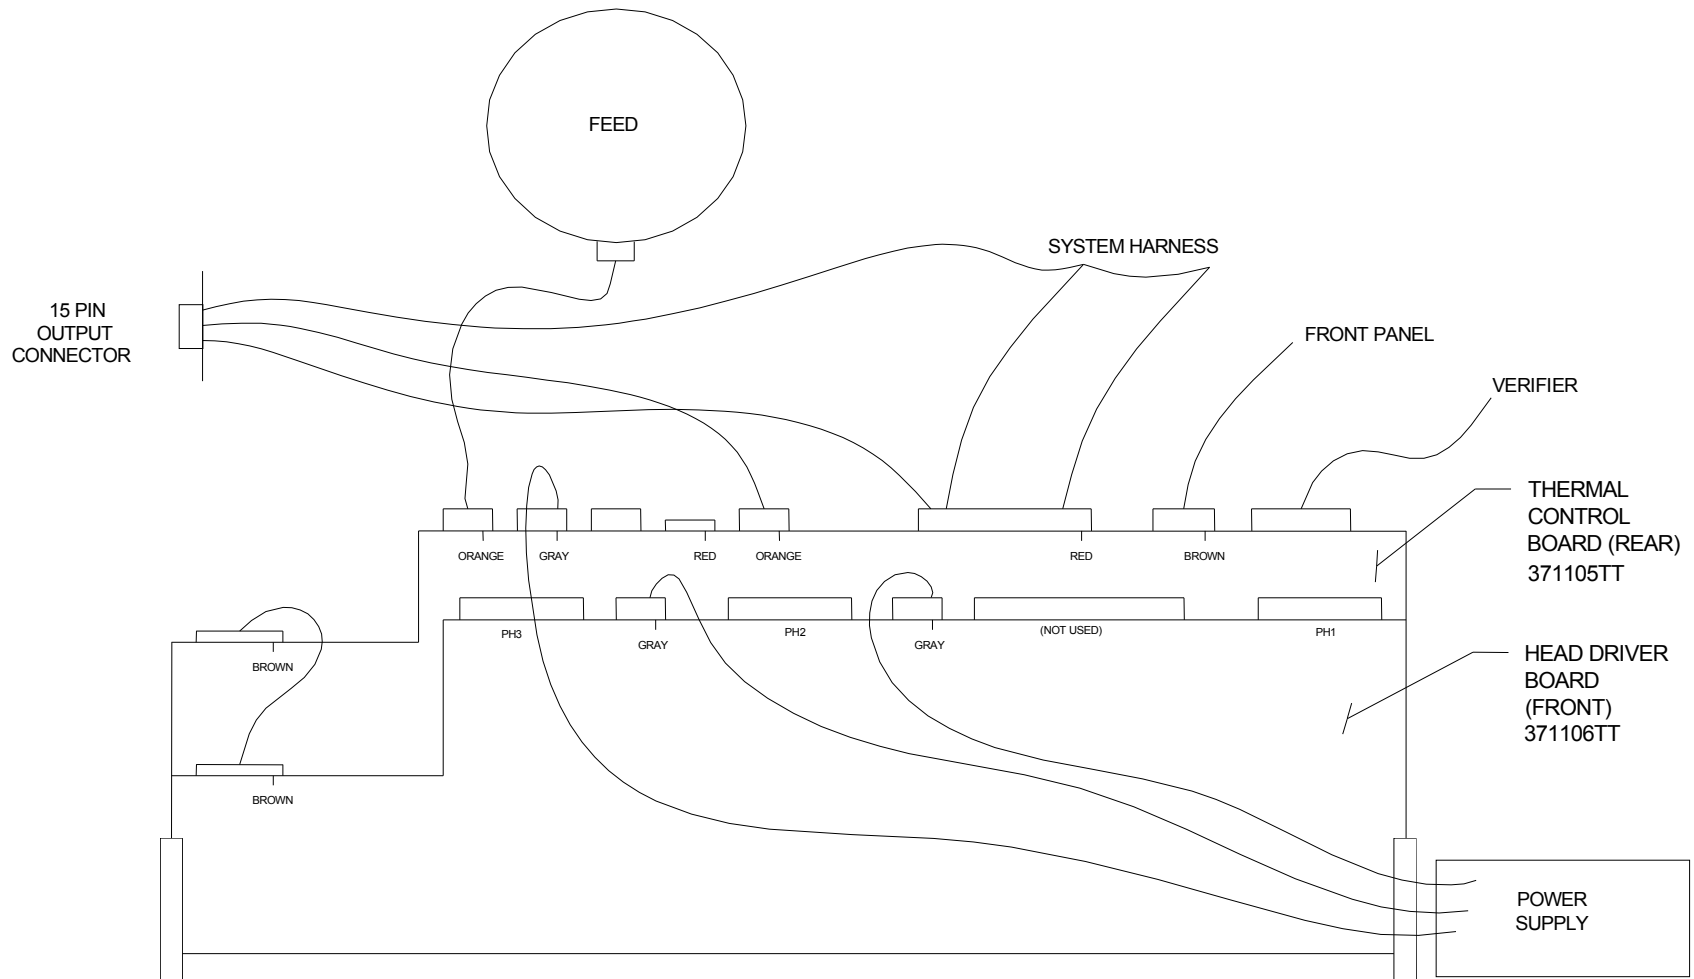 FEED
SYSTEM HARNESS
15 PIN
OUTPUT
CONNECTOR
FRONT PANEL
VERIFIER
THERMAL
CONTROL
BOARD (REAR)
371105TT
ORANGE
GRAY
RED
ORANGE
RED
BROWN
PH3
GRAY
PH2
GRAY
(NOT USED)
PH1
BROWN
HEAD DRIVER
BOARD
(FRONT)
371106TT
BROWN
POWER
SUPPLY